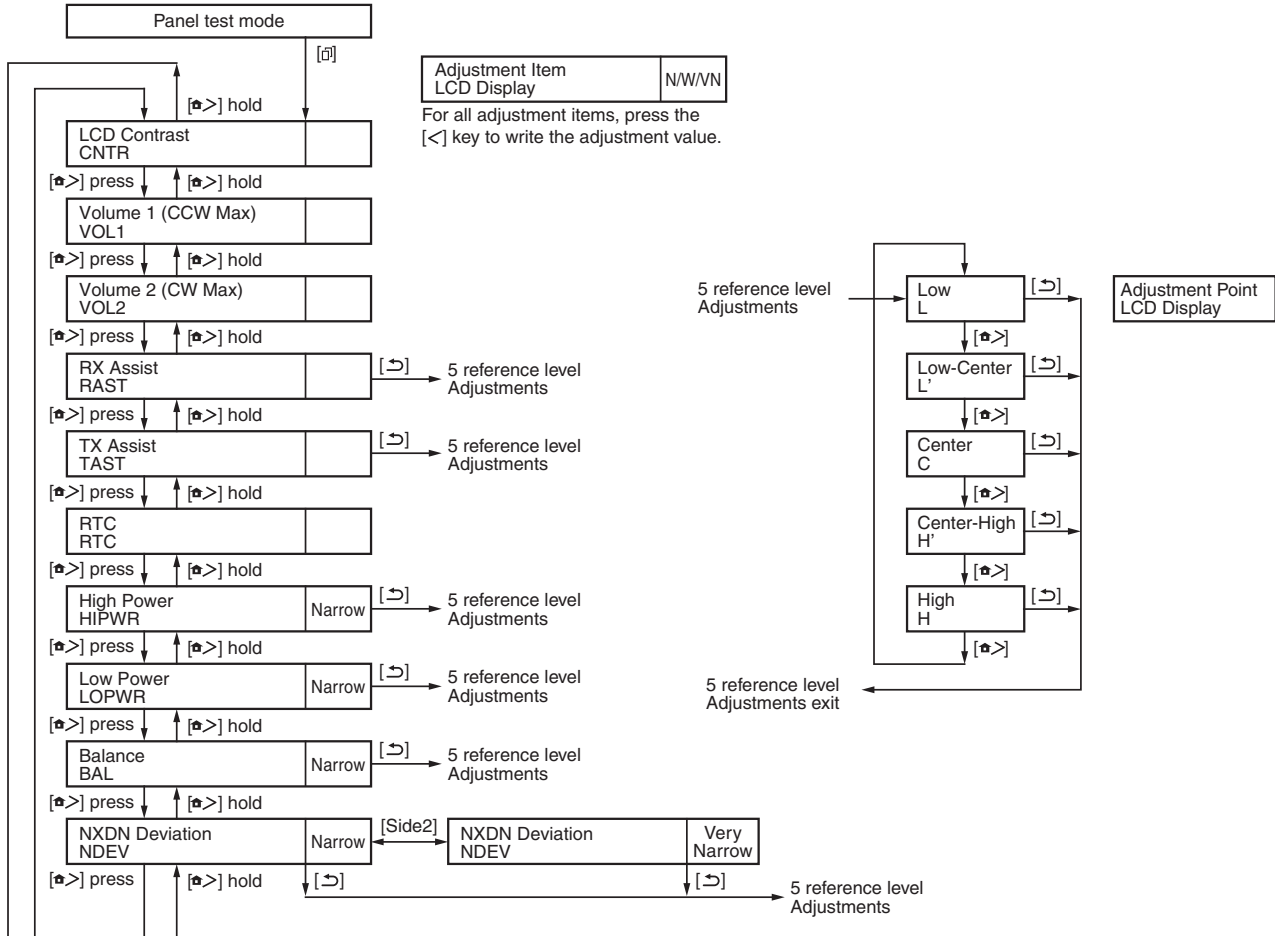 Panel test mode
[🗇]
Adjustment Item
LCD Display
N/W/VN
For all adjustment items, press the
[<] key to write the adjustment value.
[🏠>] hold
LCD Contrast
CNTR
[🏠>] press
[🏠>] hold
Volume 1 (CCW Max)
VOL1
[🏠>] press
[🏠>] hold
Volume 2 (CW Max)
VOL2
[🏠>] press
[🏠>] hold
RX Assist
RAST
[⮌]
5 reference level
Adjustments
[🏠>] press
[🏠>] hold
TX Assist
TAST
[⮌]
5 reference level
Adjustments
[🏠>] press
[🏠>] hold
RTC
RTC
[🏠>] press
[🏠>] hold
High Power
HIPWR
Narrow
[⮌]
5 reference level
Adjustments
[🏠>] press
[🏠>] hold
Low Power
LOPWR
Narrow
[⮌]
5 reference level
Adjustments
[🏠>] press
[🏠>] hold
Balance
BAL
Narrow
[⮌]
5 reference level
Adjustments
[🏠>] press
[🏠>] hold
NXDN Deviation
NDEV
Narrow
[Side2]
NXDN Deviation
NDEV
Very
Narrow
[🏠>] press
[🏠>] hold
[⮌]
[⮌]
5 reference level
Adjustments
5 reference level
Adjustments
Low
L
[⮌]
Adjustment Point
LCD Display
[🏠>]
Low-Center
L'
[⮌]
[🏠>]
Center
C
[⮌]
[🏠>]
Center-High
H'
[⮌]
[🏠>]
High
H
[⮌]
[🏠>]
5 reference level
Adjustments exit